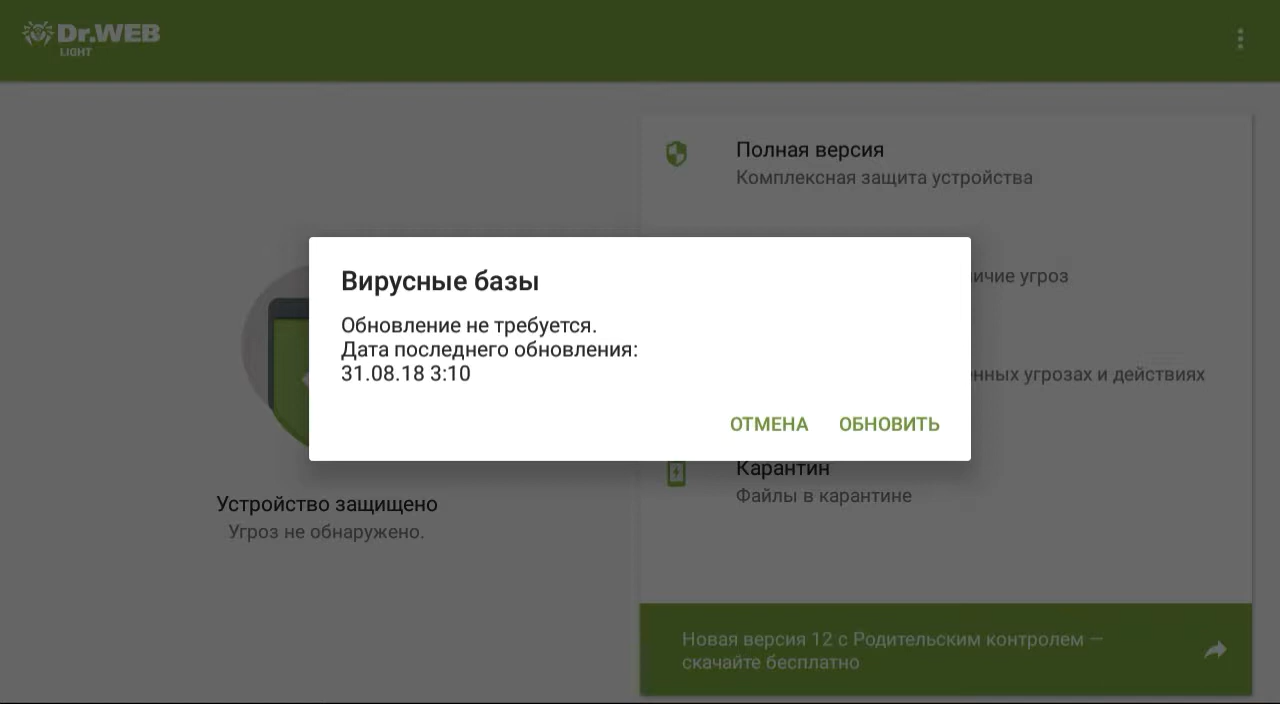 Dr.WEB
LIGHT
Полная версия
Комплексная защита устройства
ичие угроз
нных угрозах и действиях
Вирусные базы
Обновление не требуется.
Дата последнего обновления:
31.08.18 3:10
ОТМЕНА ОБНОВИТЬ
Карантин
Файлы в карантине
Устройство защищено
Угроз не обнаружено.
Новая версия 12 с Родительским контролем —
скачайте бесплатно